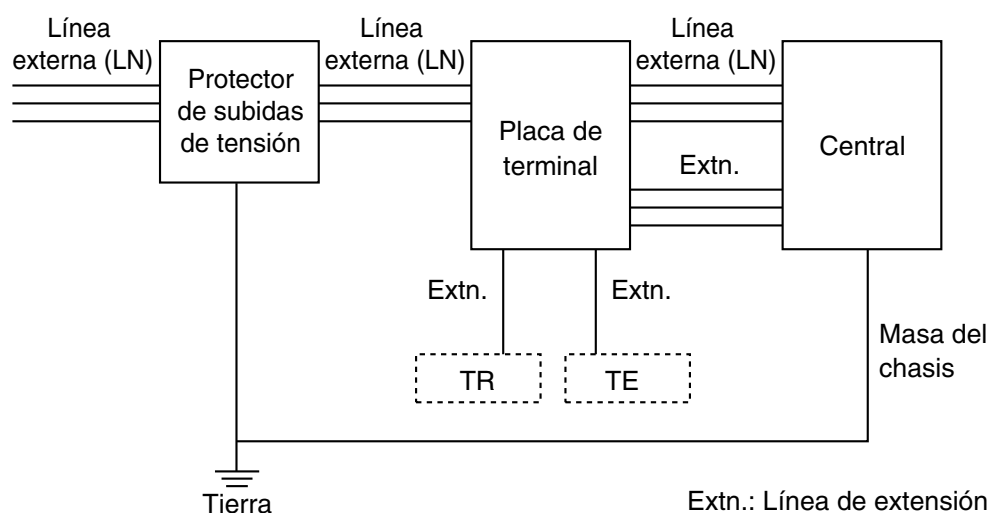 Línea
externa (LN)
Línea
externa (LN)
Línea
externa (LN)
Protector
de subidas
de tensión
Placa de
terminal
Central
Extn.
Extn.
Extn.
Masa del
chasis
TR
TE
Tierra
Extn.: Línea de extensión